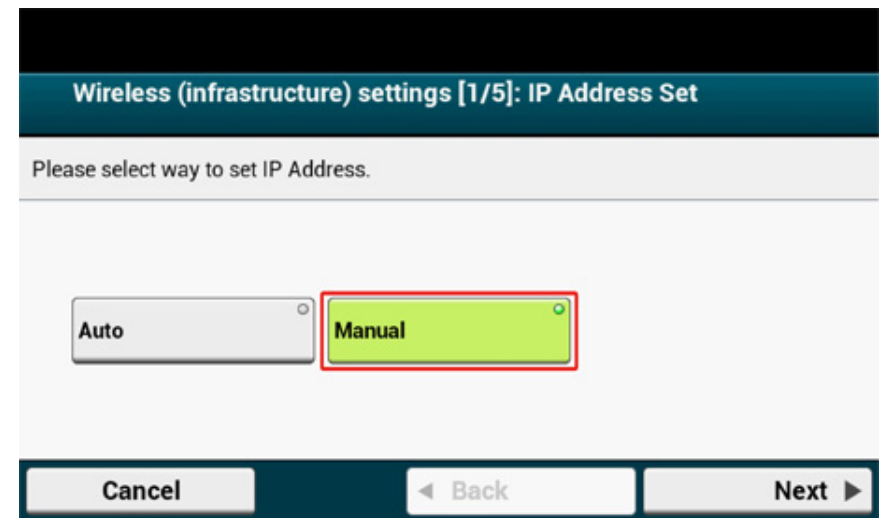 Wireless (infrastructure) settings [1/5]: IP Address Set
Please select way to set IP Address.
Auto
Manual
Cancel
Back
Next